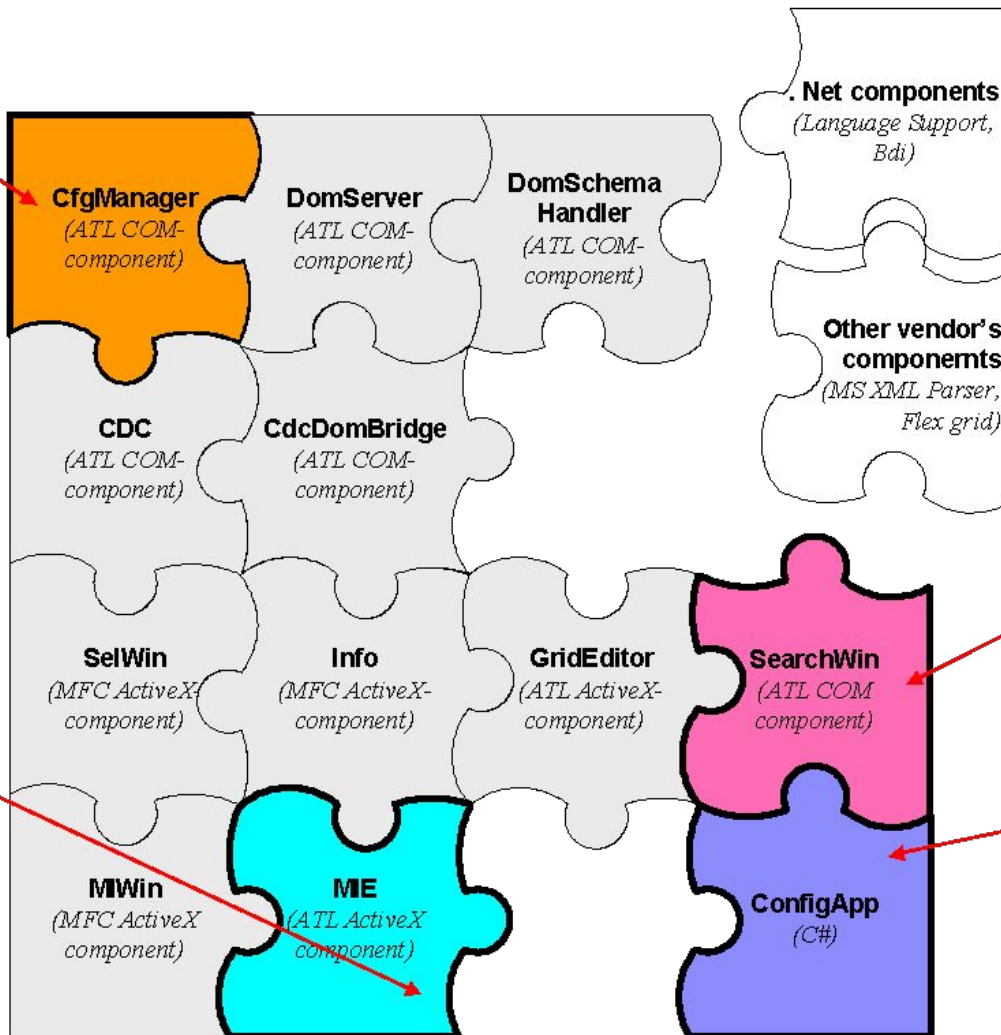 . Net components
(Language Support,
Bdi)
CfgManager
(ATL COM-
component)
DomServer
(ATL COM-
component)
DomSchema
Handler
(ATL COM-
component)
Other vendor's
componernts
(MS XML Parser,
Flex grid)
CDC
(ATL COM-
component)
CdcDomBridge
(ATL COM-
component)
SelWin
(MFC ActiveX-
component)
Info
(MFC ActiveX-
component)
GridEditor
(ATL ActiveX-
component)
SearchWin
(ATL COM
component)
MIWin
(MFC ActiveX
component)
MIE
(ATL ActiveX
component)
ConfigApp
(C#)